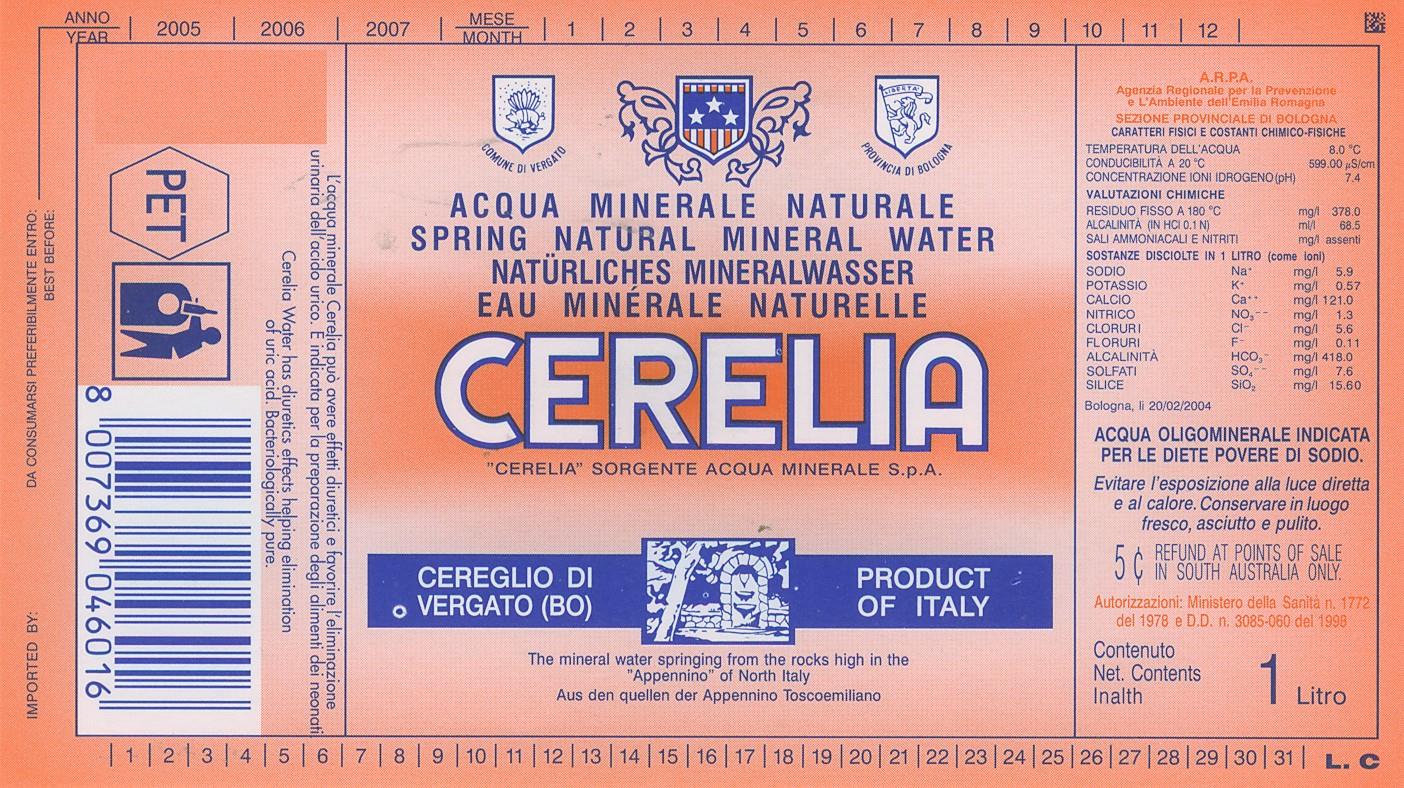 ANNO
YEAR
2005
2006
2007
MESE
MONTH
1 2 3 4 5 6 7 8 9 10 11 12
DA CONSUMARSI PREFERIBILMENTE ENTRO:
BEST BEFORE:
IMPORTED BY:
PET
8 007369 046016
L'acqua minerale Cerelia può avere effetti diuretici e favorire l'eliminazione
urinaria dell'acido urico. E indicata per la preparazione degli alimenti dei neonati
Cerelia Water has diuretics effects helping elimination
of uric acid. Bacteriologically pure.
COMUNE DI VERGATO
LIBERTA'
PROVINCIA DI BOLOGNA
ACQUA MINERALE NATURALE
SPRING NATURAL MINERAL WATER
NATÜRLICHES MINERALWASSER
EAU MINÉRALE NATURELLE
CERELIA
"CERELIA" SORGENTE ACQUA MINERALE S.p.A.
CEREGLIO DI
VERGATO (BO)
PRODUCT
OF ITALY
The mineral water springing from the rocks high in the
"Appennino" of North Italy
Aus den quellen der Appennino Toscoemiliano
A.R.P.A.
Agenzia Regionale per la Prevenzione
e L'Ambiente dell'Emilia Romagna
SEZIONE PROVINCIALE DI BOLOGNA
CARATTERI FISICI E COSTANTI CHIMICO-FISICHE
TEMPERATURA DELL'ACQUA 8.0 °C
CONDUCIBILITÀ A 20 °C 599.00 µS/cm
CONCENTRAZIONE IONI IDROGENO (pH) 7.4
VALUTAZIONI CHIMICHE
RESIDUO FISSO A 180 °C mg/l 378.0
ALCALINITÀ (IN HCl 0.1 N) ml/l 68.5
SALI AMMONIACALI E NITRITI mg/l assenti
SOSTANZE DISCIOLTE IN 1 LITRO (come ioni)
SODIO Na⁺ mg/l 5.9
POTASSIO K⁺ mg/l 0.57
CALCIO Ca⁺⁺ mg/l 121.0
NITRICO NO₃⁻⁻ mg/l 1.3
CLORURI Cl⁻ mg/l 5.6
FLORURI F⁻ mg/l 0.11
ALCALINITÀ HCO₃⁻ mg/l 418.0
SOLFATI SO₄⁻⁻ mg/l 7.6
SILICE SiO₂ mg/l 15.60
Bologna, li 20/02/2004
ACQUA OLIGOMINERALE INDICATA
PER LE DIETE POVERE DI SODIO.
Evitare l'esposizione alla luce diretta
e al calore. Conservare in luogo
fresco, asciutto e pulito.
5 ¢ REFUND AT POINTS OF SALE
IN SOUTH AUSTRALIA ONLY.
Autorizzazioni: Ministero della Sanità n. 1772
del 1978 e D.D. n. 3085-060 del 1998
Contenuto
Net. Contents
Inalth
1 Litro
1 2 3 4 5 6 7 8 9 10 11 12 13 14 15 16 17 18 19 20 21 22 23 24 25 26 27 28 29 30 31
L. C